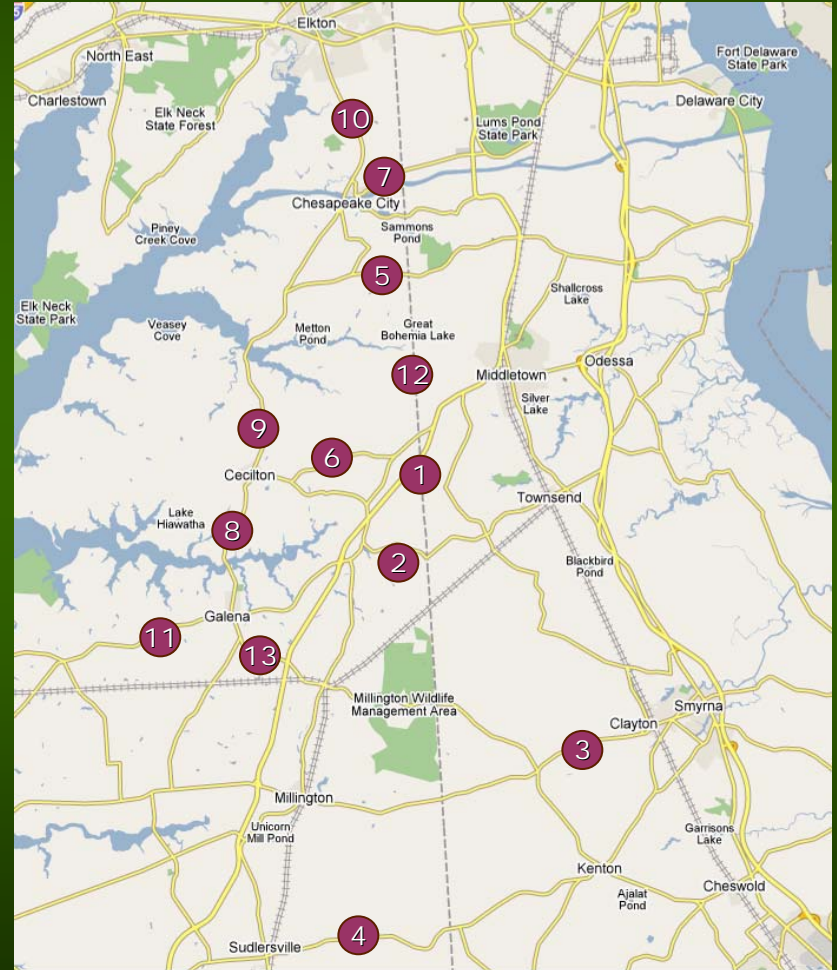 5
Elkton
North East
Fort Delaware
State Park
Charlestown
Elk Neck
State Forest
Delaware City
10
Lums Pond
State Park
7
Chesapeake City
Piney
Creek Cove
Sammons
Pond
5
Shallcross
Lake
Elk Neck
State Park
Veasey
Cove
Metton
Pond
Great
Bohemia Lake
Odessa
12
Middletown
Silver
Lake
9
6
1
Cecilton
Townsend
Lake
Hiawatha
8
2
Blackbird
Pond
Galena
11
13
Millington Wildlife
Management Area
Smyrna
Clayton
3
Millington
Unicorn
Mill Pond
Garrisons
Lake
Kenton
Ajalat
Pond
Cheswold
4
Sudlersville